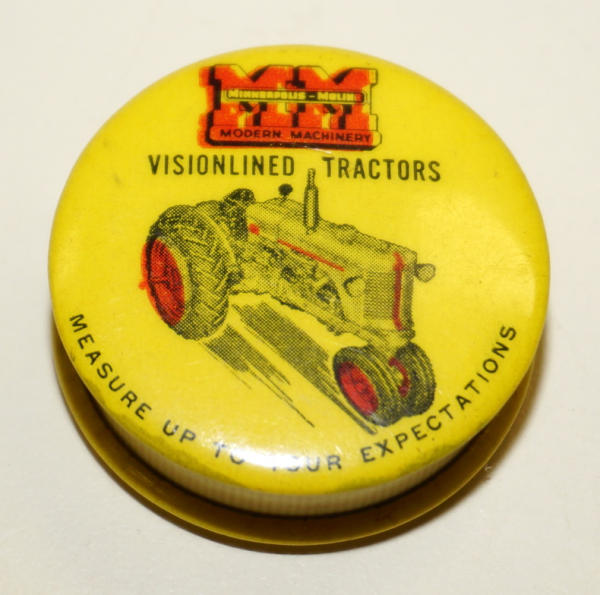 MM
MINNEAPOLIS-MOLINE
MODERN MACHINERY
VISIONLINED TRACTORS
MEASURE UP TO YOUR EXPECTATIONS